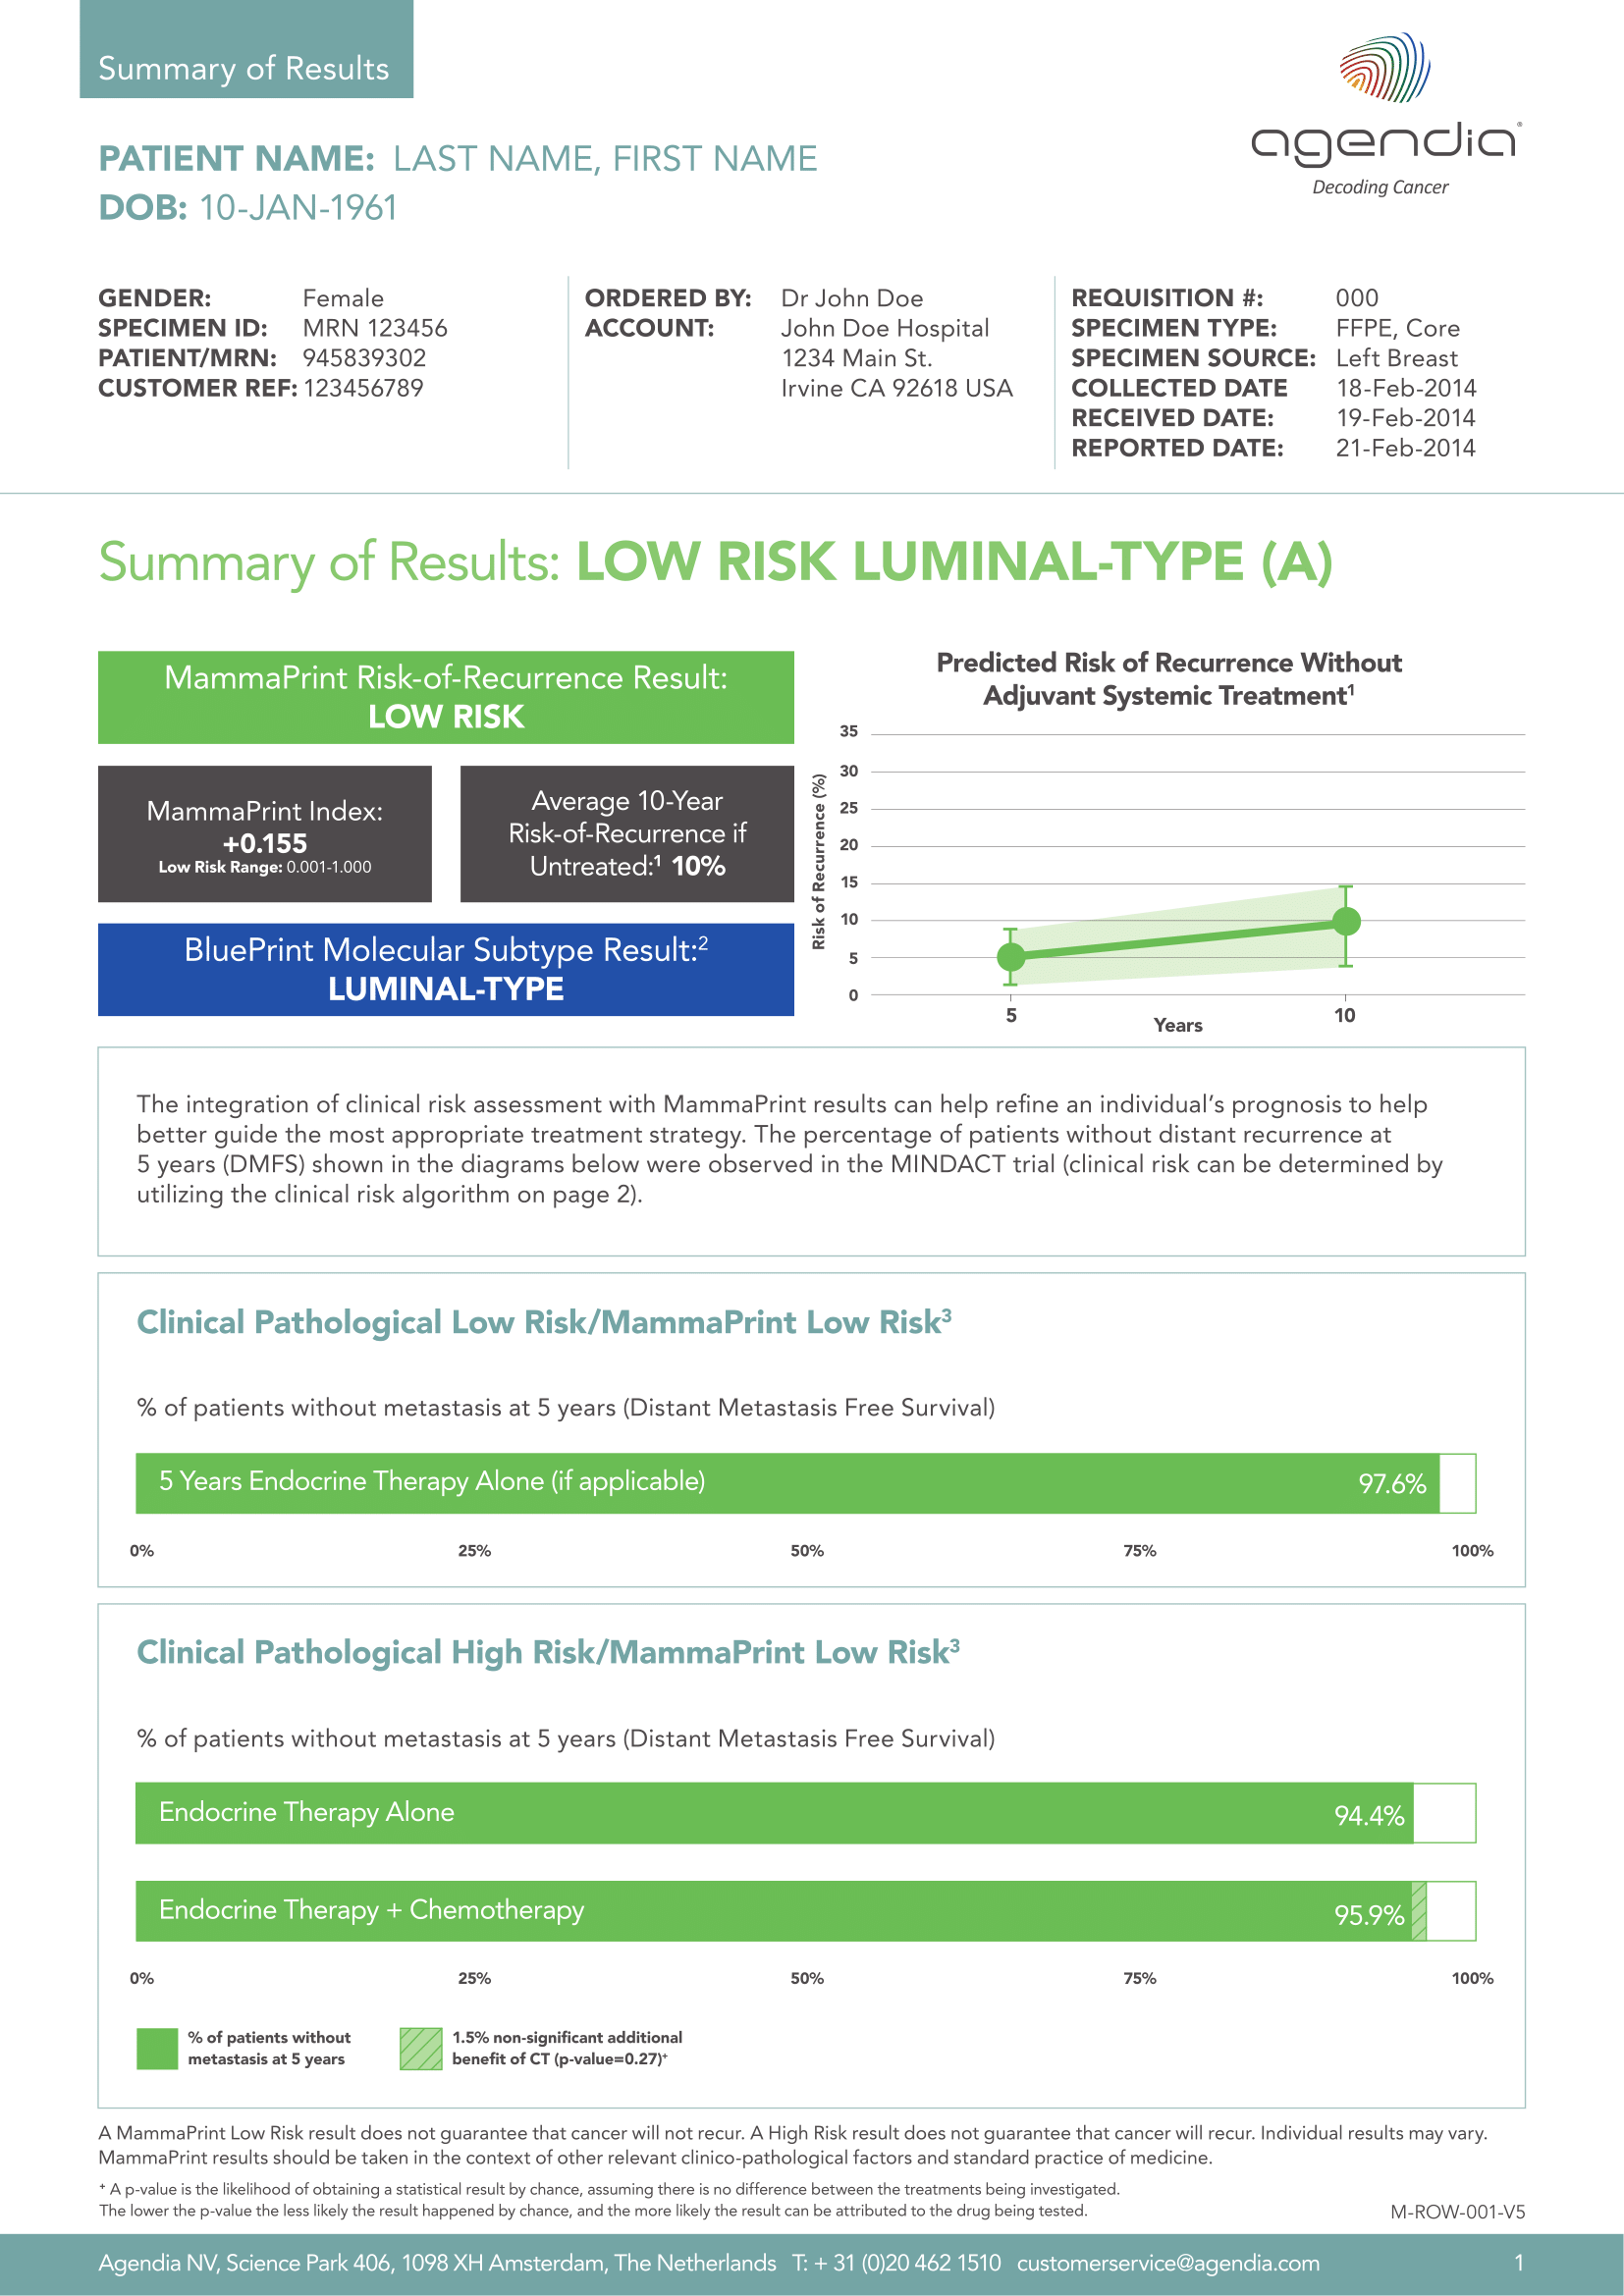 Summary of Results
agendia®
Decoding Cancer
PATIENT NAME: LAST NAME, FIRST NAME
DOB: 10-JAN-1961
GENDER: Female
SPECIMEN ID: MRN 123456
PATIENT/MRN: 945839302
CUSTOMER REF: 123456789
ORDERED BY: Dr John Doe
ACCOUNT: John Doe Hospital
1234 Main St.
Irvine CA 92618 USA
REQUISITION #: 000
SPECIMEN TYPE: FFPE, Core
SPECIMEN SOURCE: Left Breast
COLLECTED DATE 18-Feb-2014
RECEIVED DATE: 19-Feb-2014
REPORTED DATE: 21-Feb-2014
Summary of Results: LOW RISK LUMINAL-TYPE (A)
MammaPrint Risk-of-Recurrence Result:
LOW RISK
MammaPrint Index:
+0.155
Low Risk Range: 0.001-1.000
Average 10-Year
Risk-of-Recurrence if
Untreated:¹ 10%
BluePrint Molecular Subtype Result:²
LUMINAL-TYPE
Predicted Risk of Recurrence Without
Adjuvant Systemic Treatment¹
Risk of Recurrence (%)
35
30
25
20
15
10
5
0
5 10
Years
The integration of clinical risk assessment with MammaPrint results can help refine an individual’s prognosis to help
better guide the most appropriate treatment strategy. The percentage of patients without distant recurrence at
5 years (DMFS) shown in the diagrams below were observed in the MINDACT trial (clinical risk can be determined by
utilizing the clinical risk algorithm on page 2).
Clinical Pathological Low Risk/MammaPrint Low Risk³
% of patients without metastasis at 5 years (Distant Metastasis Free Survival)
5 Years Endocrine Therapy Alone (if applicable) 97.6%
0% 25% 50% 75% 100%
Clinical Pathological High Risk/MammaPrint Low Risk³
% of patients without metastasis at 5 years (Distant Metastasis Free Survival)
Endocrine Therapy Alone 94.4%
Endocrine Therapy + Chemotherapy 95.9%
0% 25% 50% 75% 100%
% of patients without
metastasis at 5 years
1.5% non-significant additional
benefit of CT (p-value=0.27)⁺
A MammaPrint Low Risk result does not guarantee that cancer will not recur. A High Risk result does not guarantee that cancer will recur. Individual results may vary.
MammaPrint results should be taken in the context of other relevant clinico-pathological factors and standard practice of medicine.
⁺ A p-value is the likelihood of obtaining a statistical result by chance, assuming there is no difference between the treatments being investigated.
The lower the p-value the less likely the result happened by chance, and the more likely the result can be attributed to the drug being tested.
M-ROW-001-V5
Agendia NV, Science Park 406, 1098 XH Amsterdam, The Netherlands T: + 31 (0)20 462 1510 customerservice@agendia.com 1